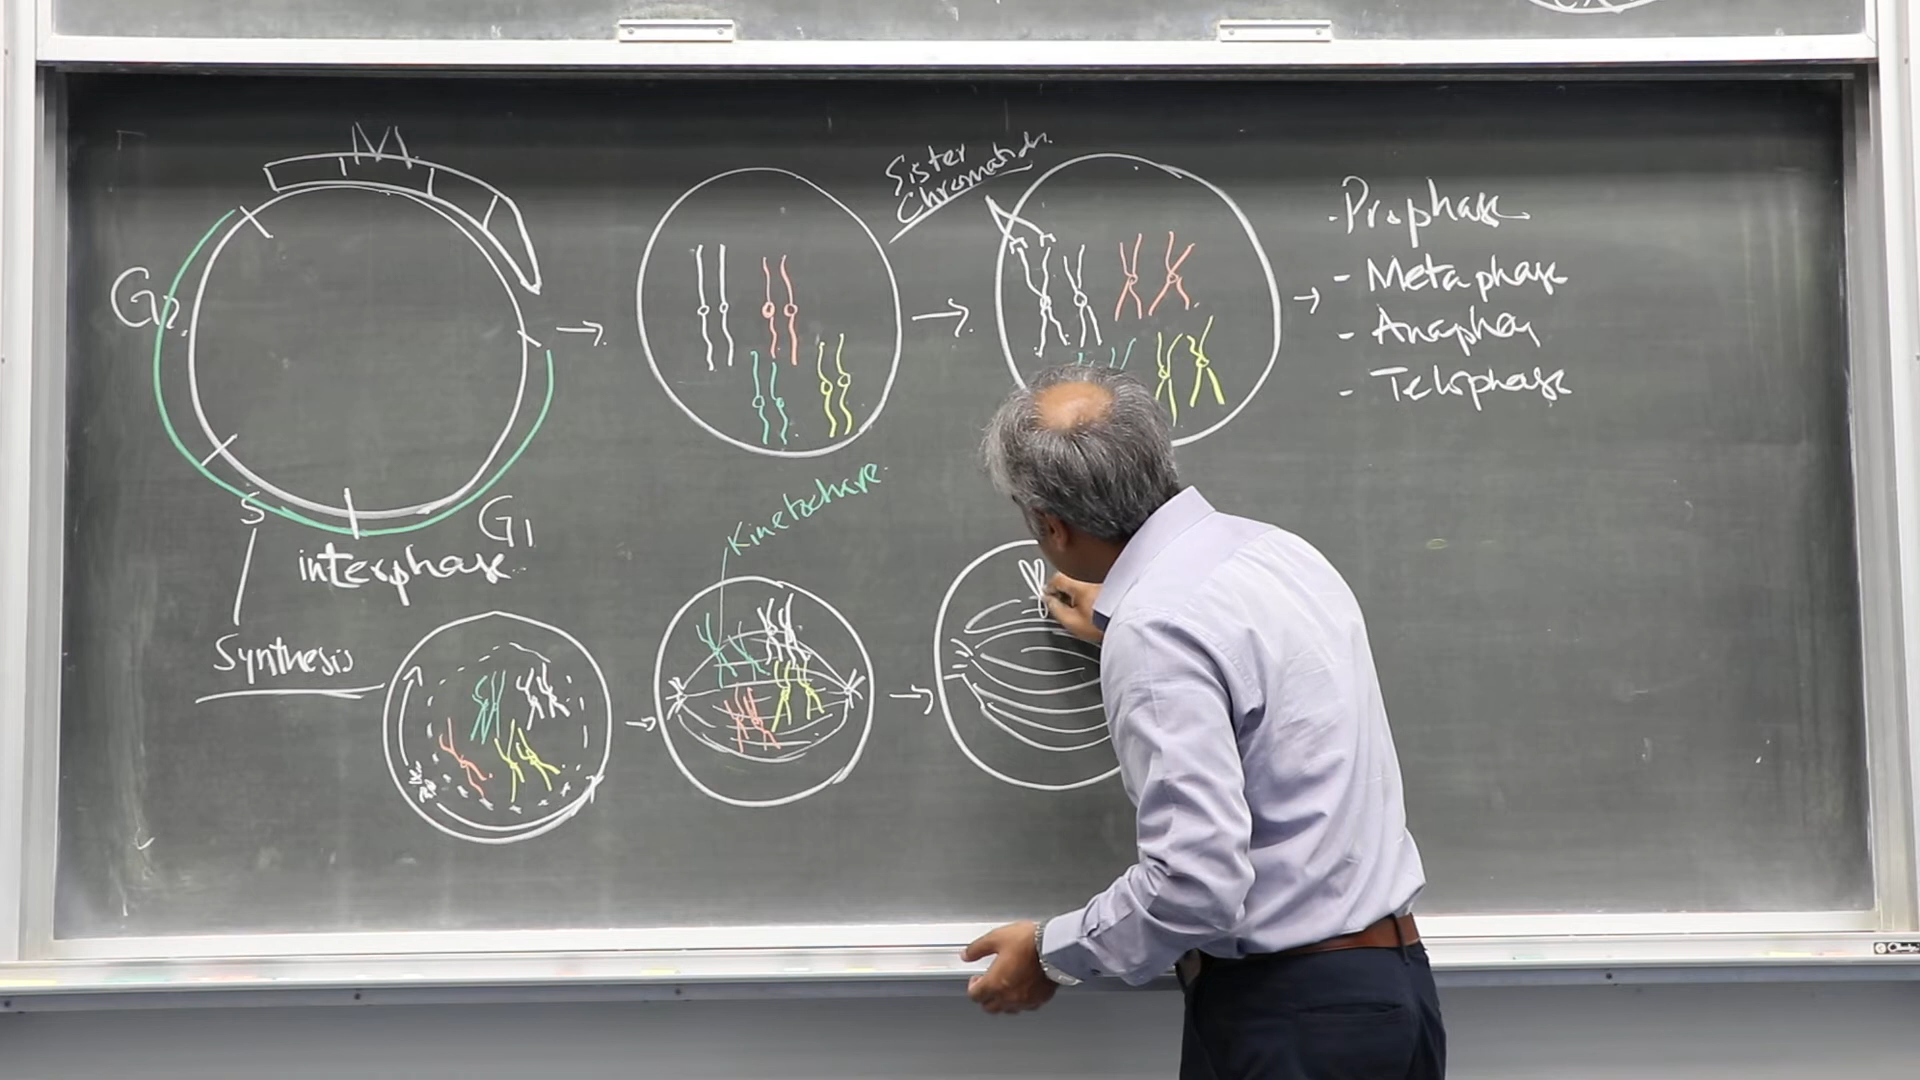 M
Sister
Chromatids
G2
S
G1
interphase
Synthesis
Kinetochore
- Prophase
- Metaphase
- Anaphase
- Telophase